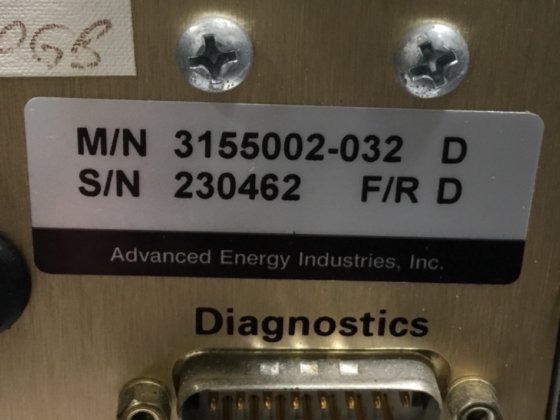 M/N 3155002-032 D
S/N 230462 F/R D
Advanced Energy Industries, Inc.
Diagnostics